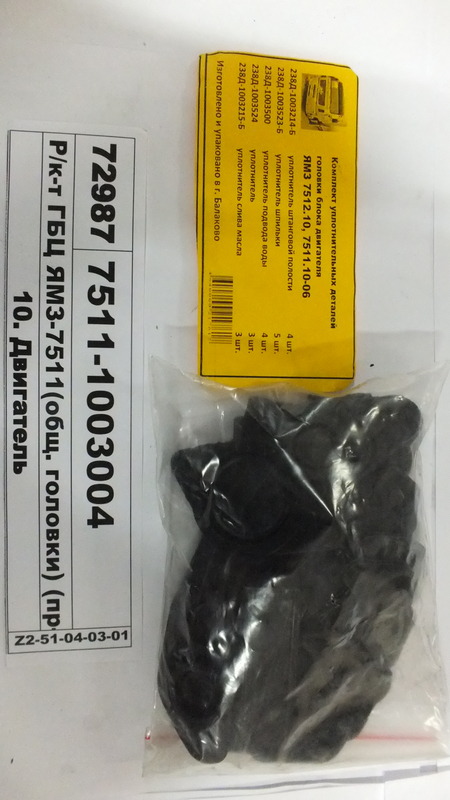 Комплект уплотнительных деталей
головки блока двигателя
ЯМЗ 7512.10, 7511.10-06
238Д-1003214-Б уплотнитель штанговой полости 4 шт.
238Д-1003523-Б уплотнитель шпильки 5 шт.
238Д-1003500 уплотнитель подвода воды 4 шт.
238Д-1003524 уплотнитель 3 шт.
238Д-1003215-Б уплотнитель слива масла 3 шт.
Изготовлено и упаковано в г. Балаково
72987 7511-1003004
Р/к-т ГБЦ ЯМЗ-7511(общ. головки) (пр
10. Двигатель
Z2-51-04-03-01